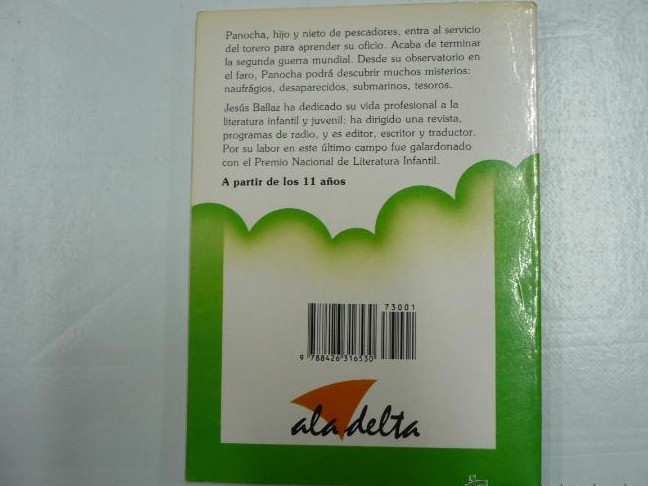 Panocha, hijo y nieto de pescadores, entra al servicio
del torero para aprender su oficio. Acaba de terminar
la segunda guerra mundial. Desde su observatorio en
el faro, Panocha podrá descubrir muchos misterios:
naufrágios, desaparecidos, submarinos, tesoros.
Jesús Ballaz ha dedicado su vida profesional a la
literatura infantil y juvenil: ha dirigido una revista,
programas de radio, y es editor, escritor y traductor.
Por su labor en este último campo fue galardonado
con el Premio Nacional de Literatura Infantil.
A partir de los 11 años
73001
9 788426 316530
ala delta